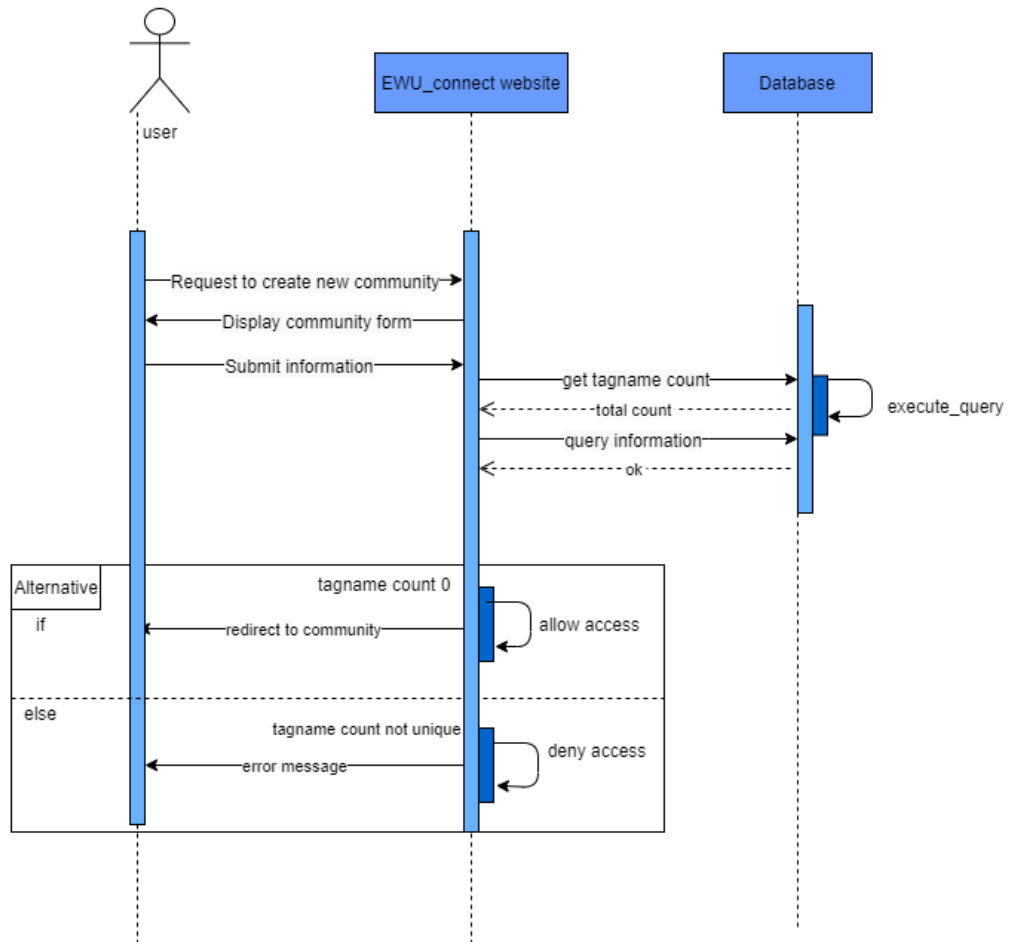 user
EWU_connect website
Database
Request to create new community
Display community form
Submit information
get tagname count
execute_query
total count
query information
ok
Alternative
tagname count 0
if
redirect to community
allow access
else
tagname count not unique
deny access
error message